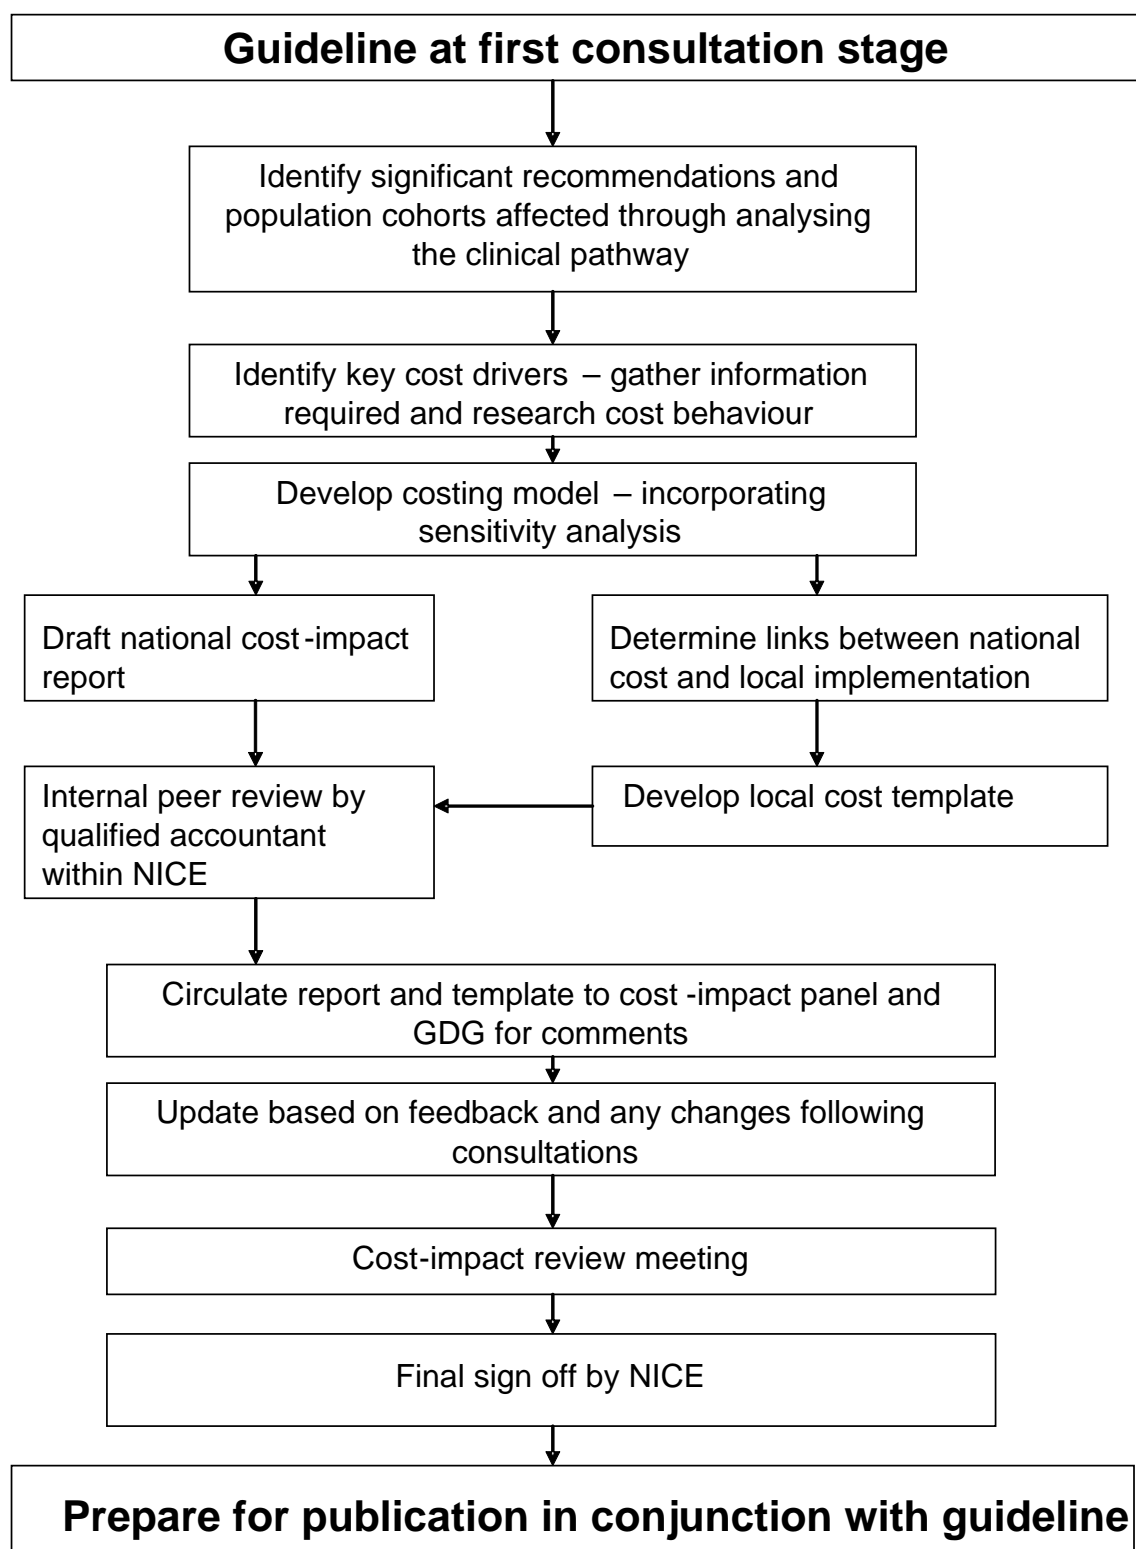 Guideline at first consultation stage
Identify significant recommendations and
population cohorts affected through analysing
the clinical pathway
Identify key cost drivers – gather information
required and research cost behaviour
Develop costing model – incorporating
sensitivity analysis
Draft national cost-impact
report
Determine links between national
cost and local implementation
Internal peer review by
qualified accountant
within NICE
Develop local cost template
Circulate report and template to cost-impact panel and
GDG for comments
Update based on feedback and any changes following
consultations
Cost-impact review meeting
Final sign off by NICE
Prepare for publication in conjunction with guideline